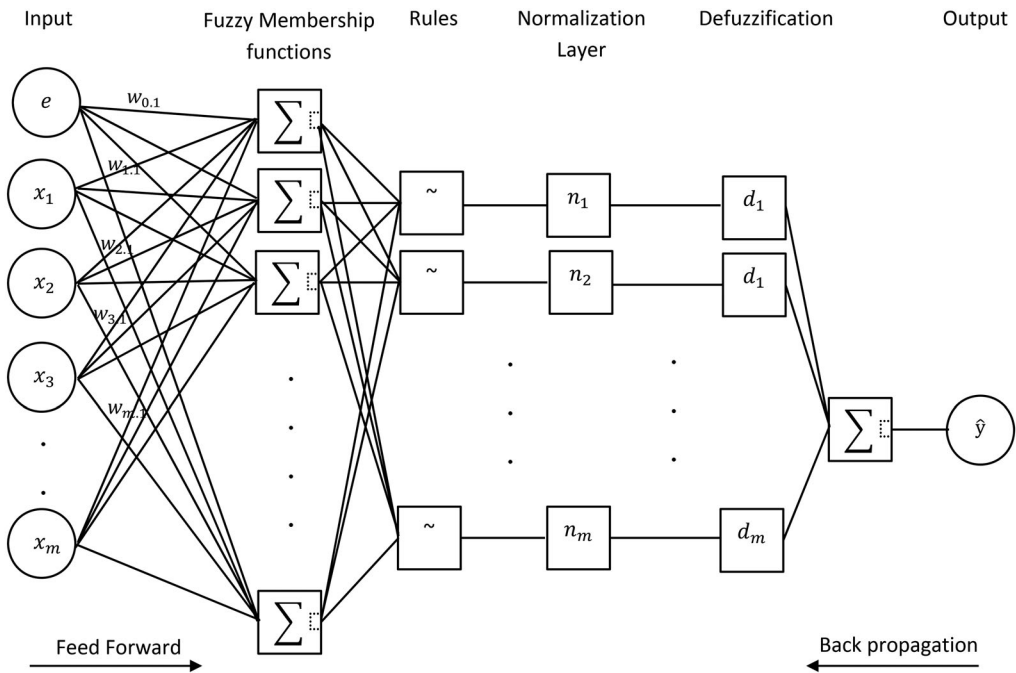 Input
Fuzzy Membership
functions
Rules
Normalization
Layer
Defuzzification
Output
e
w₀.₁
∑
x₁
w₁.₁
∑
~
n₁
d₁
x₂
w₂.₁
∑
~
n₂
d₁
w₃.₁
x₃
wₘ.₁
∑
ŷ
xₘ
~
nₘ
dₘ
∑
Feed Forward
Back propagation